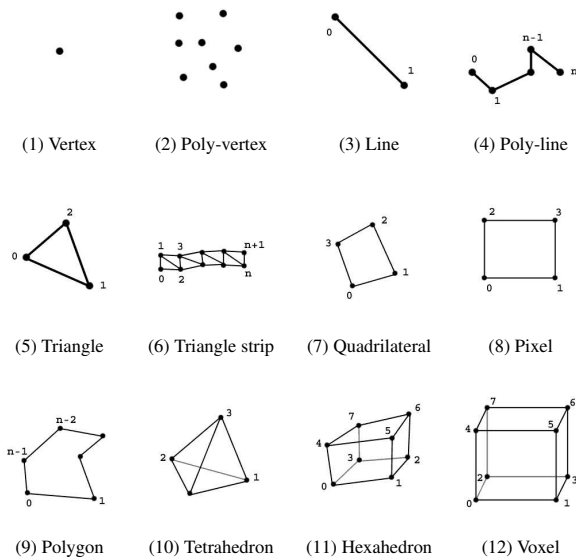 0
1
(1) Vertex
(2) Poly-vertex
(3) Line
0
1
n-1
n
(4) Poly-line
2
0
1
(5) Triangle
1 3 n+1
0 2 n
(6) Triangle strip
2
3
1
0
(7) Quadrilateral
2 3
0 1
(8) Pixel
n-2
n-1
0 1
(9) Polygon
3
2
1
(10) Tetrahedron
7 6
5
4
3 2
0 1
(11) Hexahedron
7 6
4 5
2 3
0 1
(12) Voxel